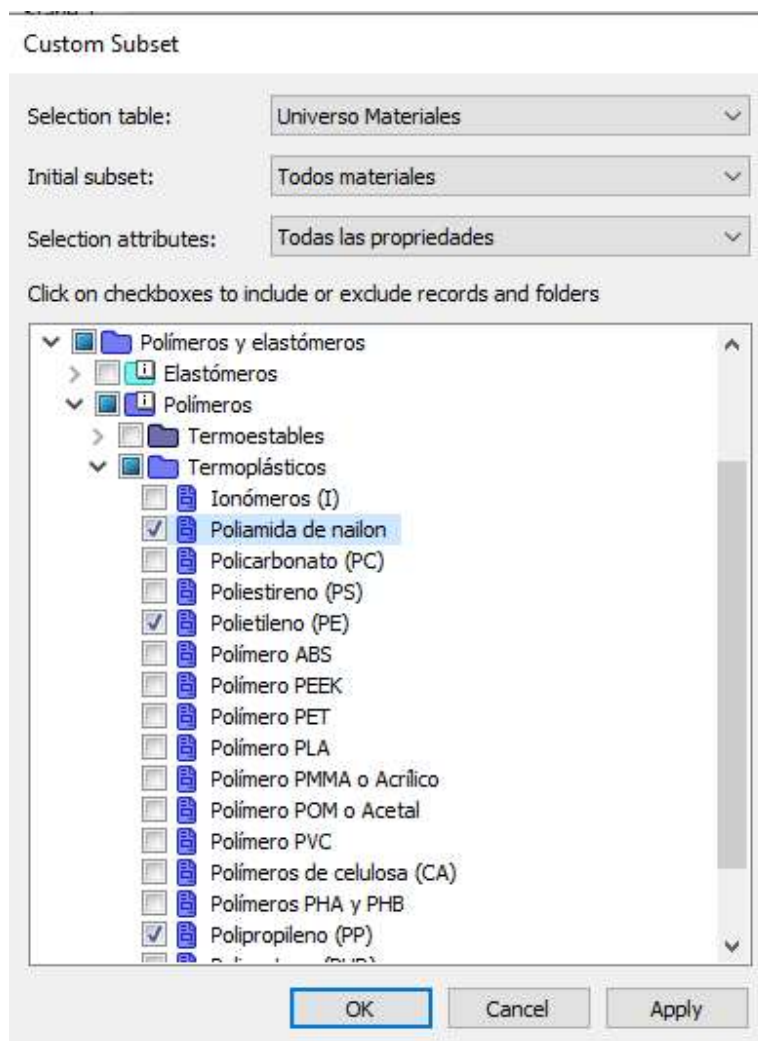 Custom Subset
Selection table: Universo Materiales
Initial subset: Todos materiales
Selection attributes: Todas las propriedades
Click on checkboxes to include or exclude records and folders
Polímeros y elastómeros
Elastómeros
Polímeros
Termoestables
Termoplásticos
Ionómeros (I)
Poliamida de nailon
Policarbonato (PC)
Poliestireno (PS)
Polietileno (PE)
Polímero ABS
Polímero PEEK
Polímero PET
Polímero PLA
Polímero PMMA o Acrílico
Polímero POM o Acetal
Polímero PVC
Polímeros de celulosa (CA)
Polímeros PHA y PHB
Polipropileno (PP)
OK Cancel Apply